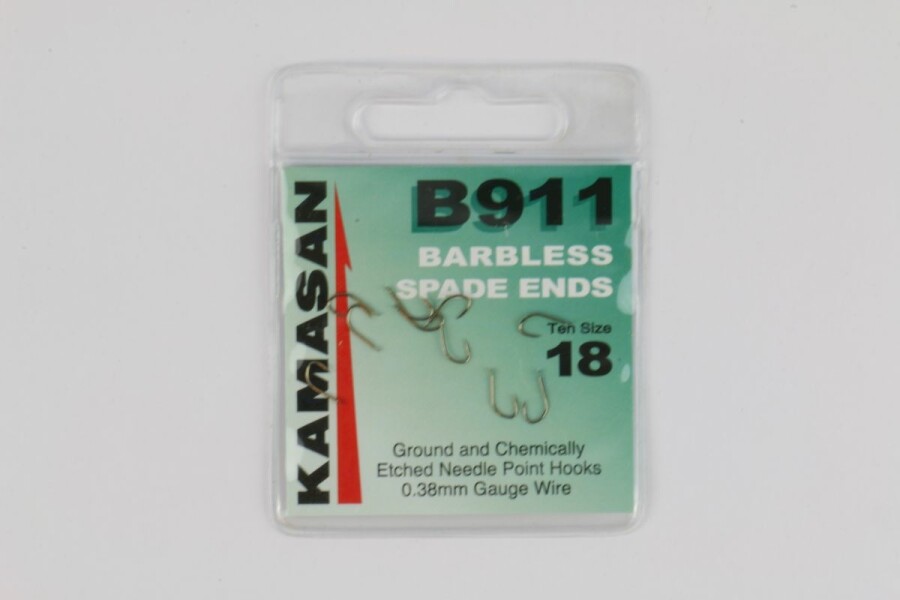 KAMASAN
B911
BARBLESS
SPADE ENDS
Ten Size
18
Ground and Chemically
Etched Needle Point Hooks
0.38mm Gauge Wire